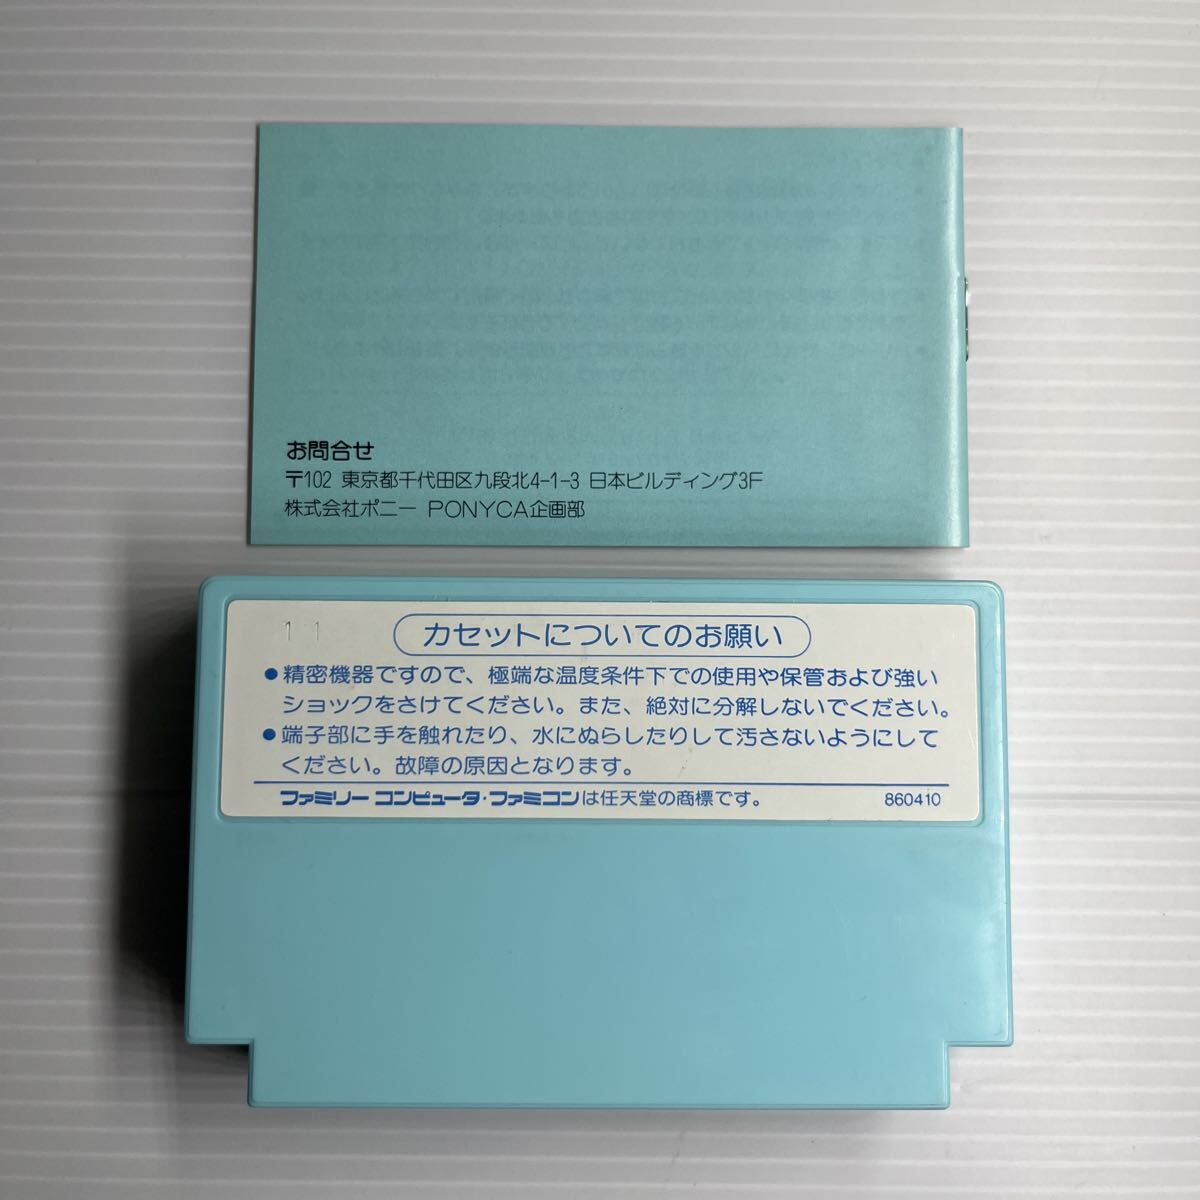 お問合せ
〒102 東京都千代田区九段北4-1-3 日本ビルディング3F
株式会社ポニー PONYCA企画部
1 1
カセットについてのお願い
●精密機器ですので、極端な温度条件下での使用や保管および強い
ショックをさけてください。また、絶対に分解しないでください。
●端子部に手を触れたり、水にぬらしたりして汚さないようにして
ください。故障の原因となります。
ファミリーコンピュータ・ファミコンは任天堂の商標です。 860410